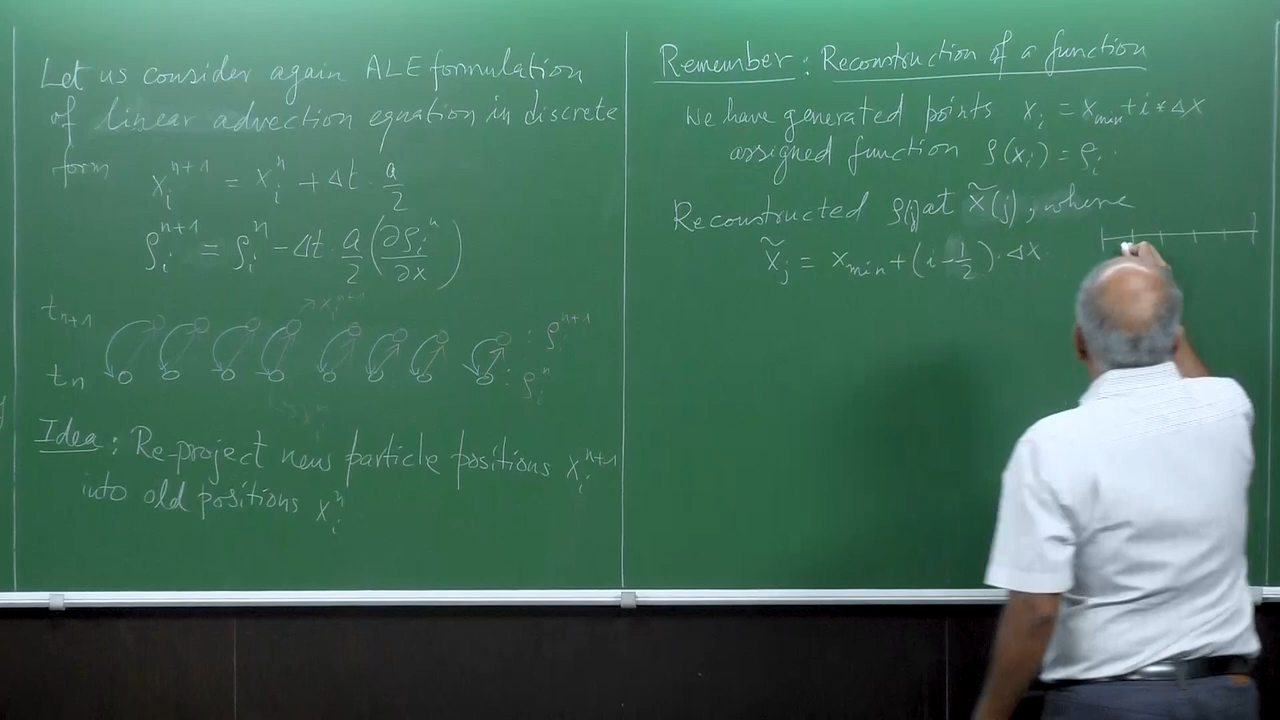 Let us consider again ALE formulation
of linear advection equation in discrete
form x_i^{n+1} = x_i^n + Δt · a/2
ρ_i^{n+1} = ρ_i^n - Δt · a/2 (∂ρ_i/∂x)^n
t_{n+1} x_i^{n+1} : ρ_i^{n+1}
t_n : ρ_i^n
x_i^n
Idea : Re-project new particle positions x_i^{n+1}
into old positions x_i^n
Remember : Reconstruction of a function
We have generated points x_i = x_min + i * Δx
assigned function ρ(x_i) = ρ_i
Reconstructed ρ(j) at x̃(j), where
x̃_j = x_min + (i - 1/2) · Δx